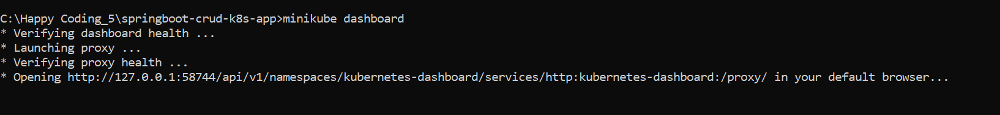 C:\Happy Coding_5\springboot-crud-k8s-app>minikube dashboard
* Verifying dashboard health ...
* Launching proxy ...
* Verifying proxy health ...
* Opening http://127.0.0.1:58744/api/v1/namespaces/kubernetes-dashboard/services/http:kubernetes-dashboard:/proxy/ in your default browser...